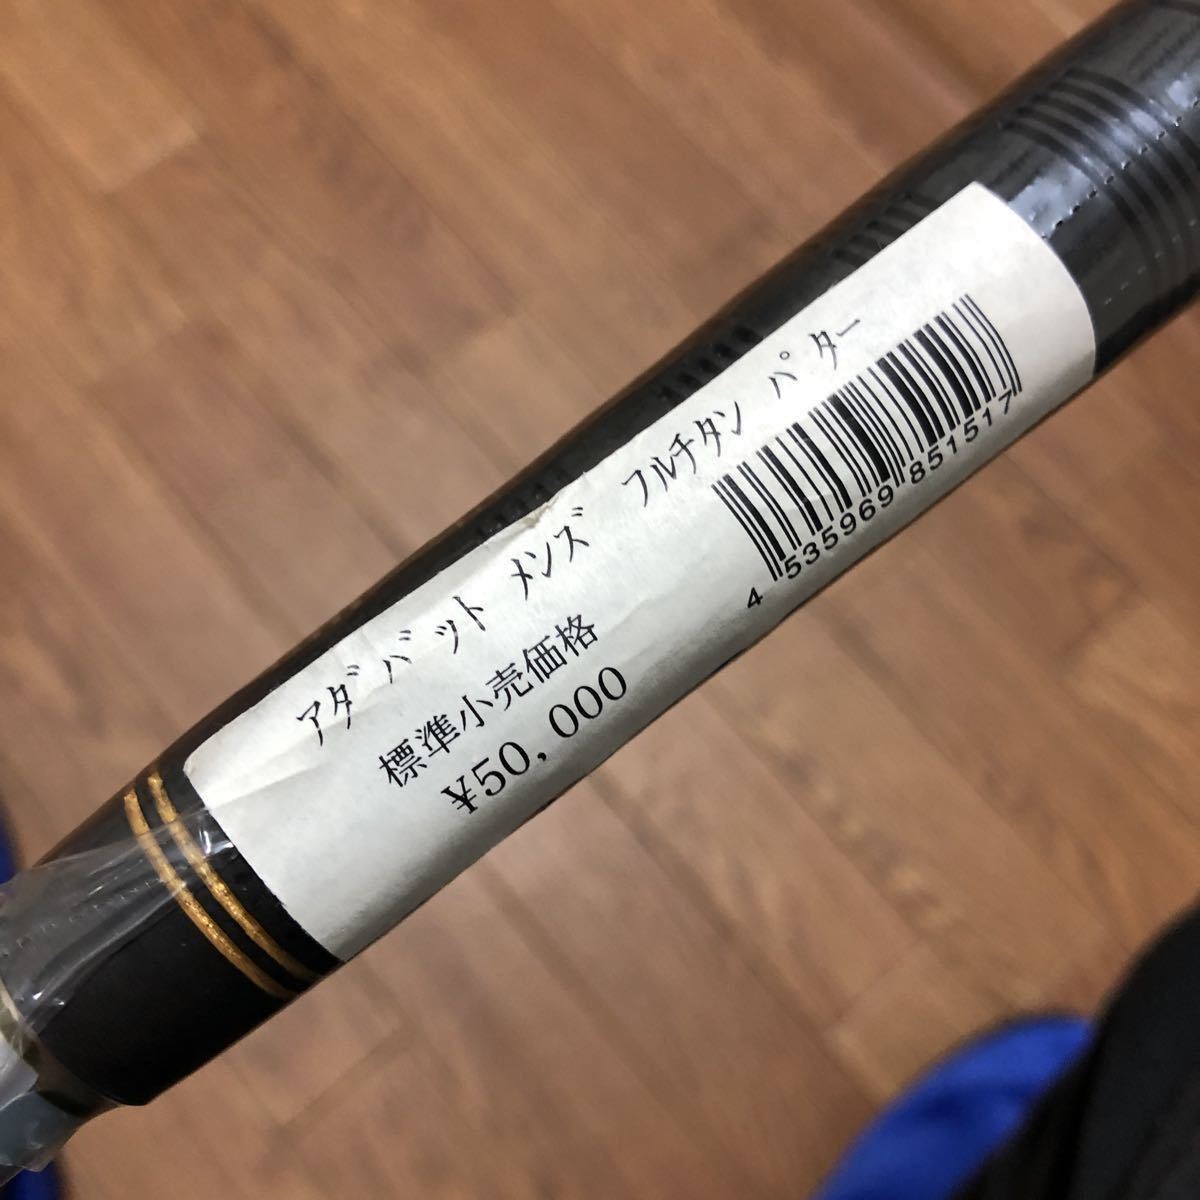 アダバット メンズ フルチタン パター
標準小売価格
¥50,000
4 535969 851517